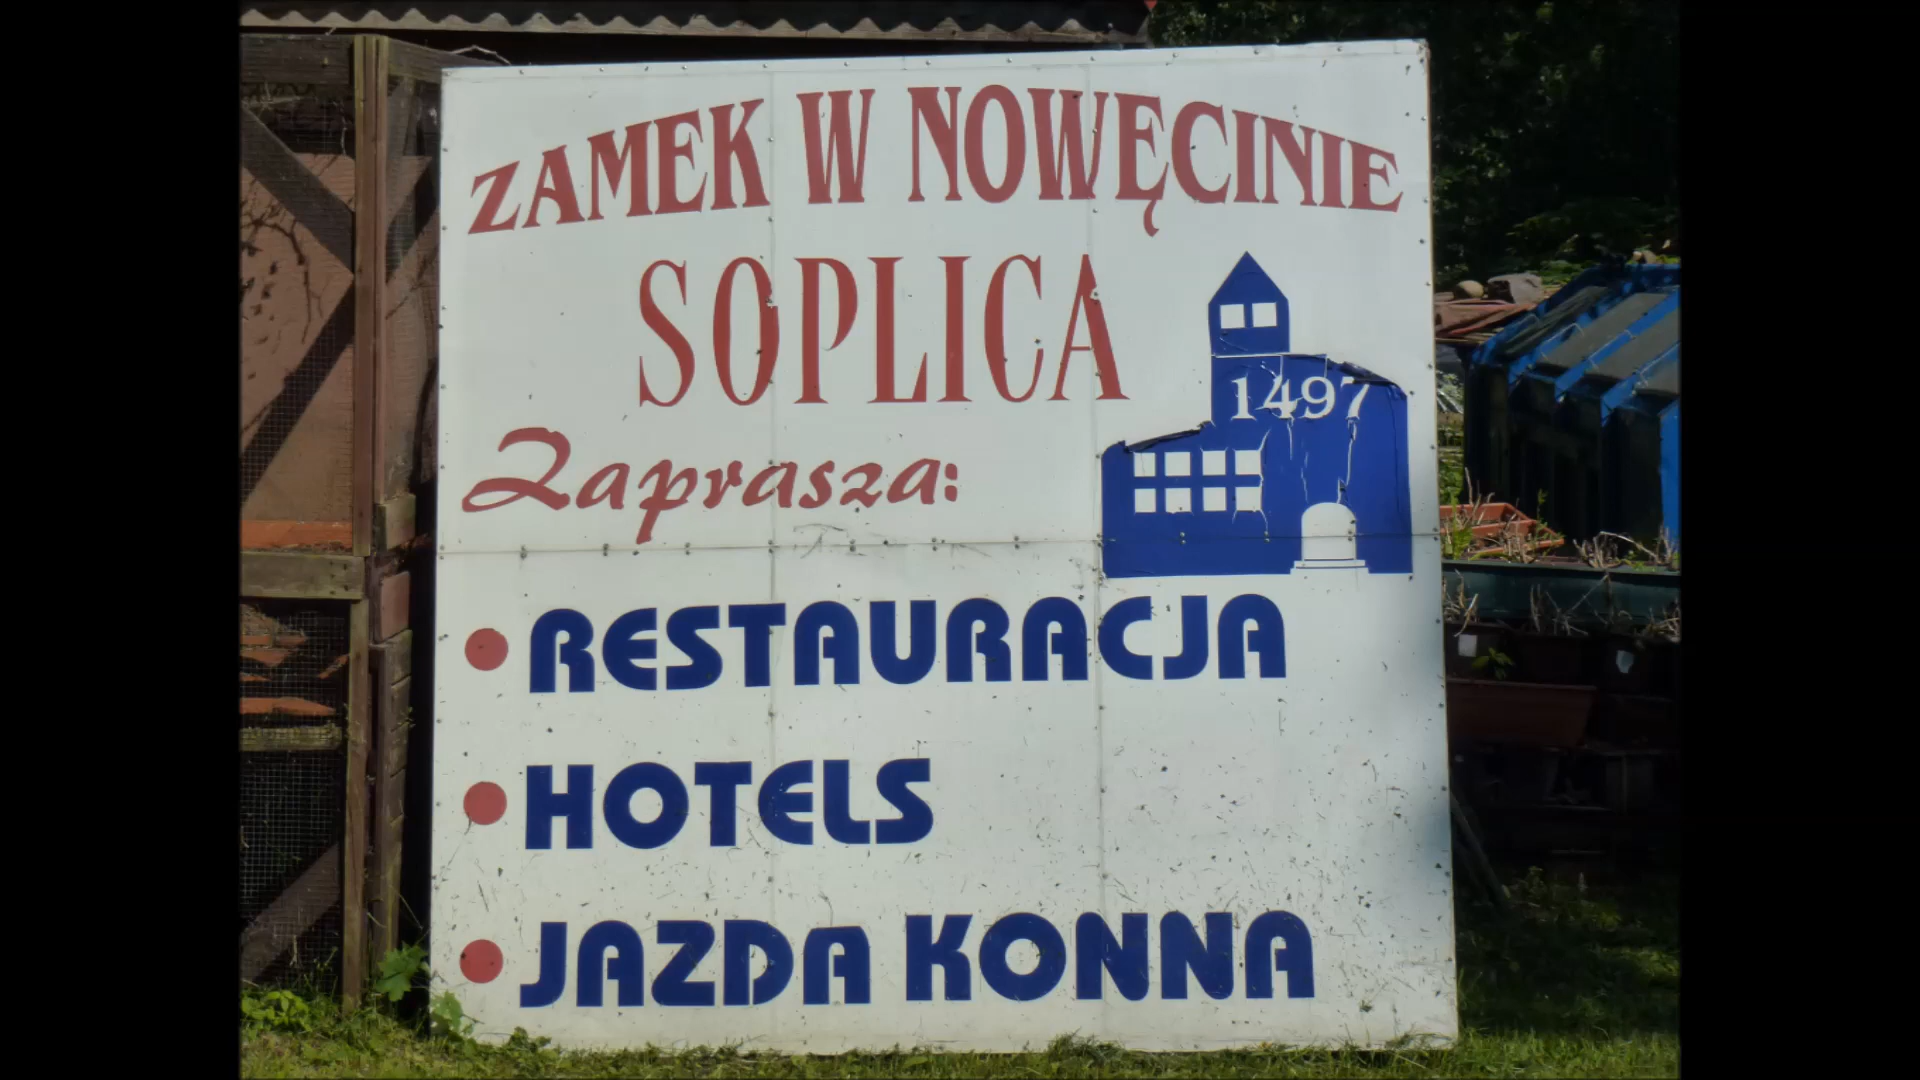 ZAMEK W NOWĘCINIE
SOPLICA
1497
Zaprasza:
• RESTAURACJA
• HOTELS
• JAZDA KONNA